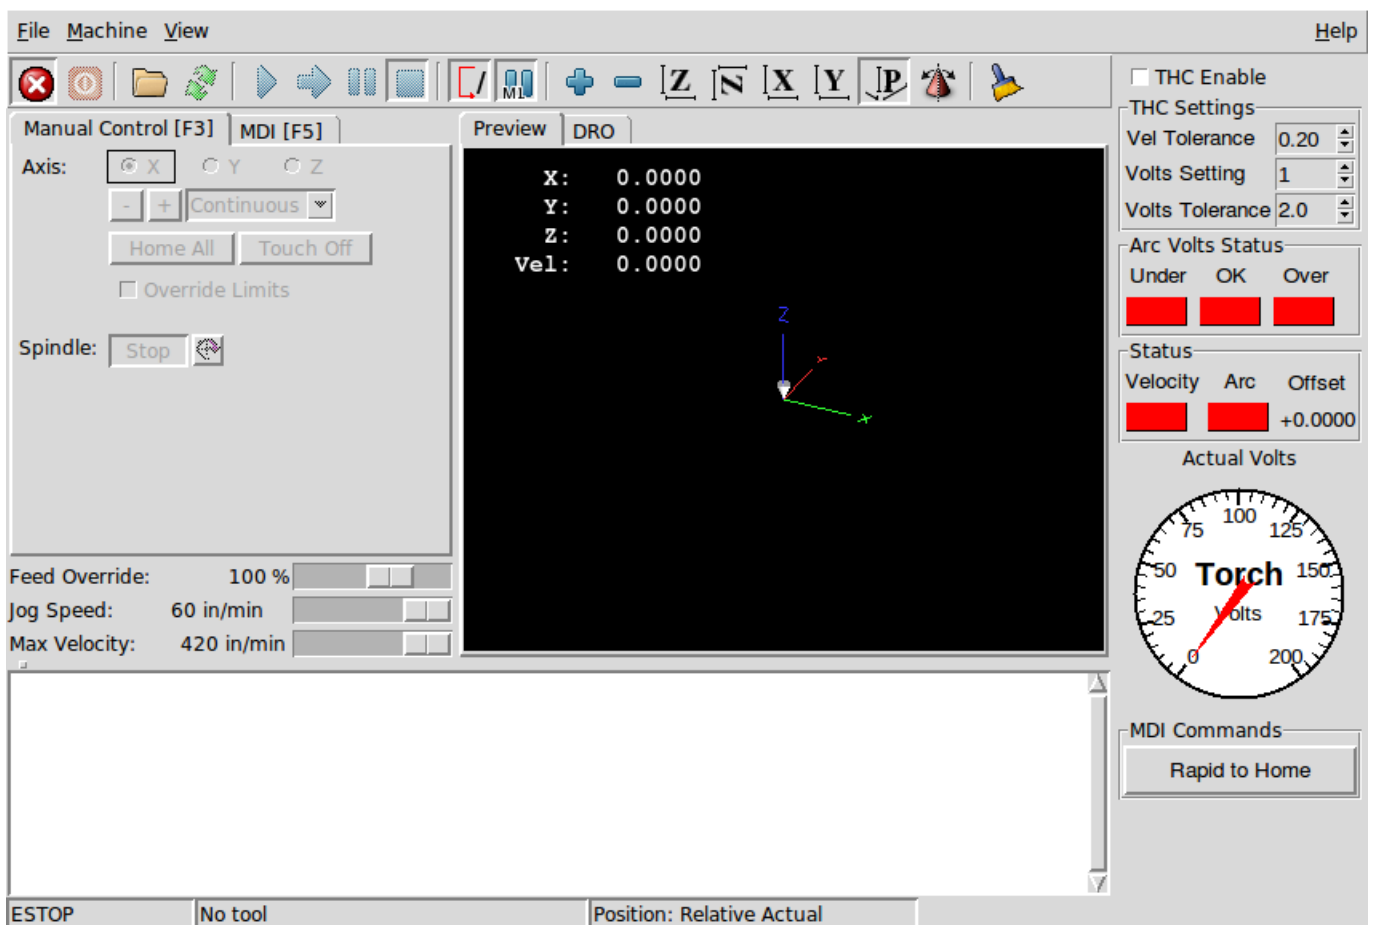 File Machine View Help
Z N X Y P
M1
THC Enable
THC Settings
Vel Tolerance 0.20
Volts Setting 1
Volts Tolerance 2.0
Manual Control [F3] MDI [F5]
Axis: X Y Z
- + Continuous
Home All Touch Off
Override Limits
Spindle: Stop
Preview DRO
X: 0.0000
Y: 0.0000
Z: 0.0000
Vel: 0.0000
Z
Y
X
Arc Volts Status
Under OK Over
Status
Velocity Arc Offset
+0.0000
Actual Volts
0 25 50 75 100 125 150 175 200
Torch
Volts
Feed Override: 100 %
Jog Speed: 60 in/min
Max Velocity: 420 in/min
MDI Commands
Rapid to Home
ESTOP No tool Position: Relative Actual